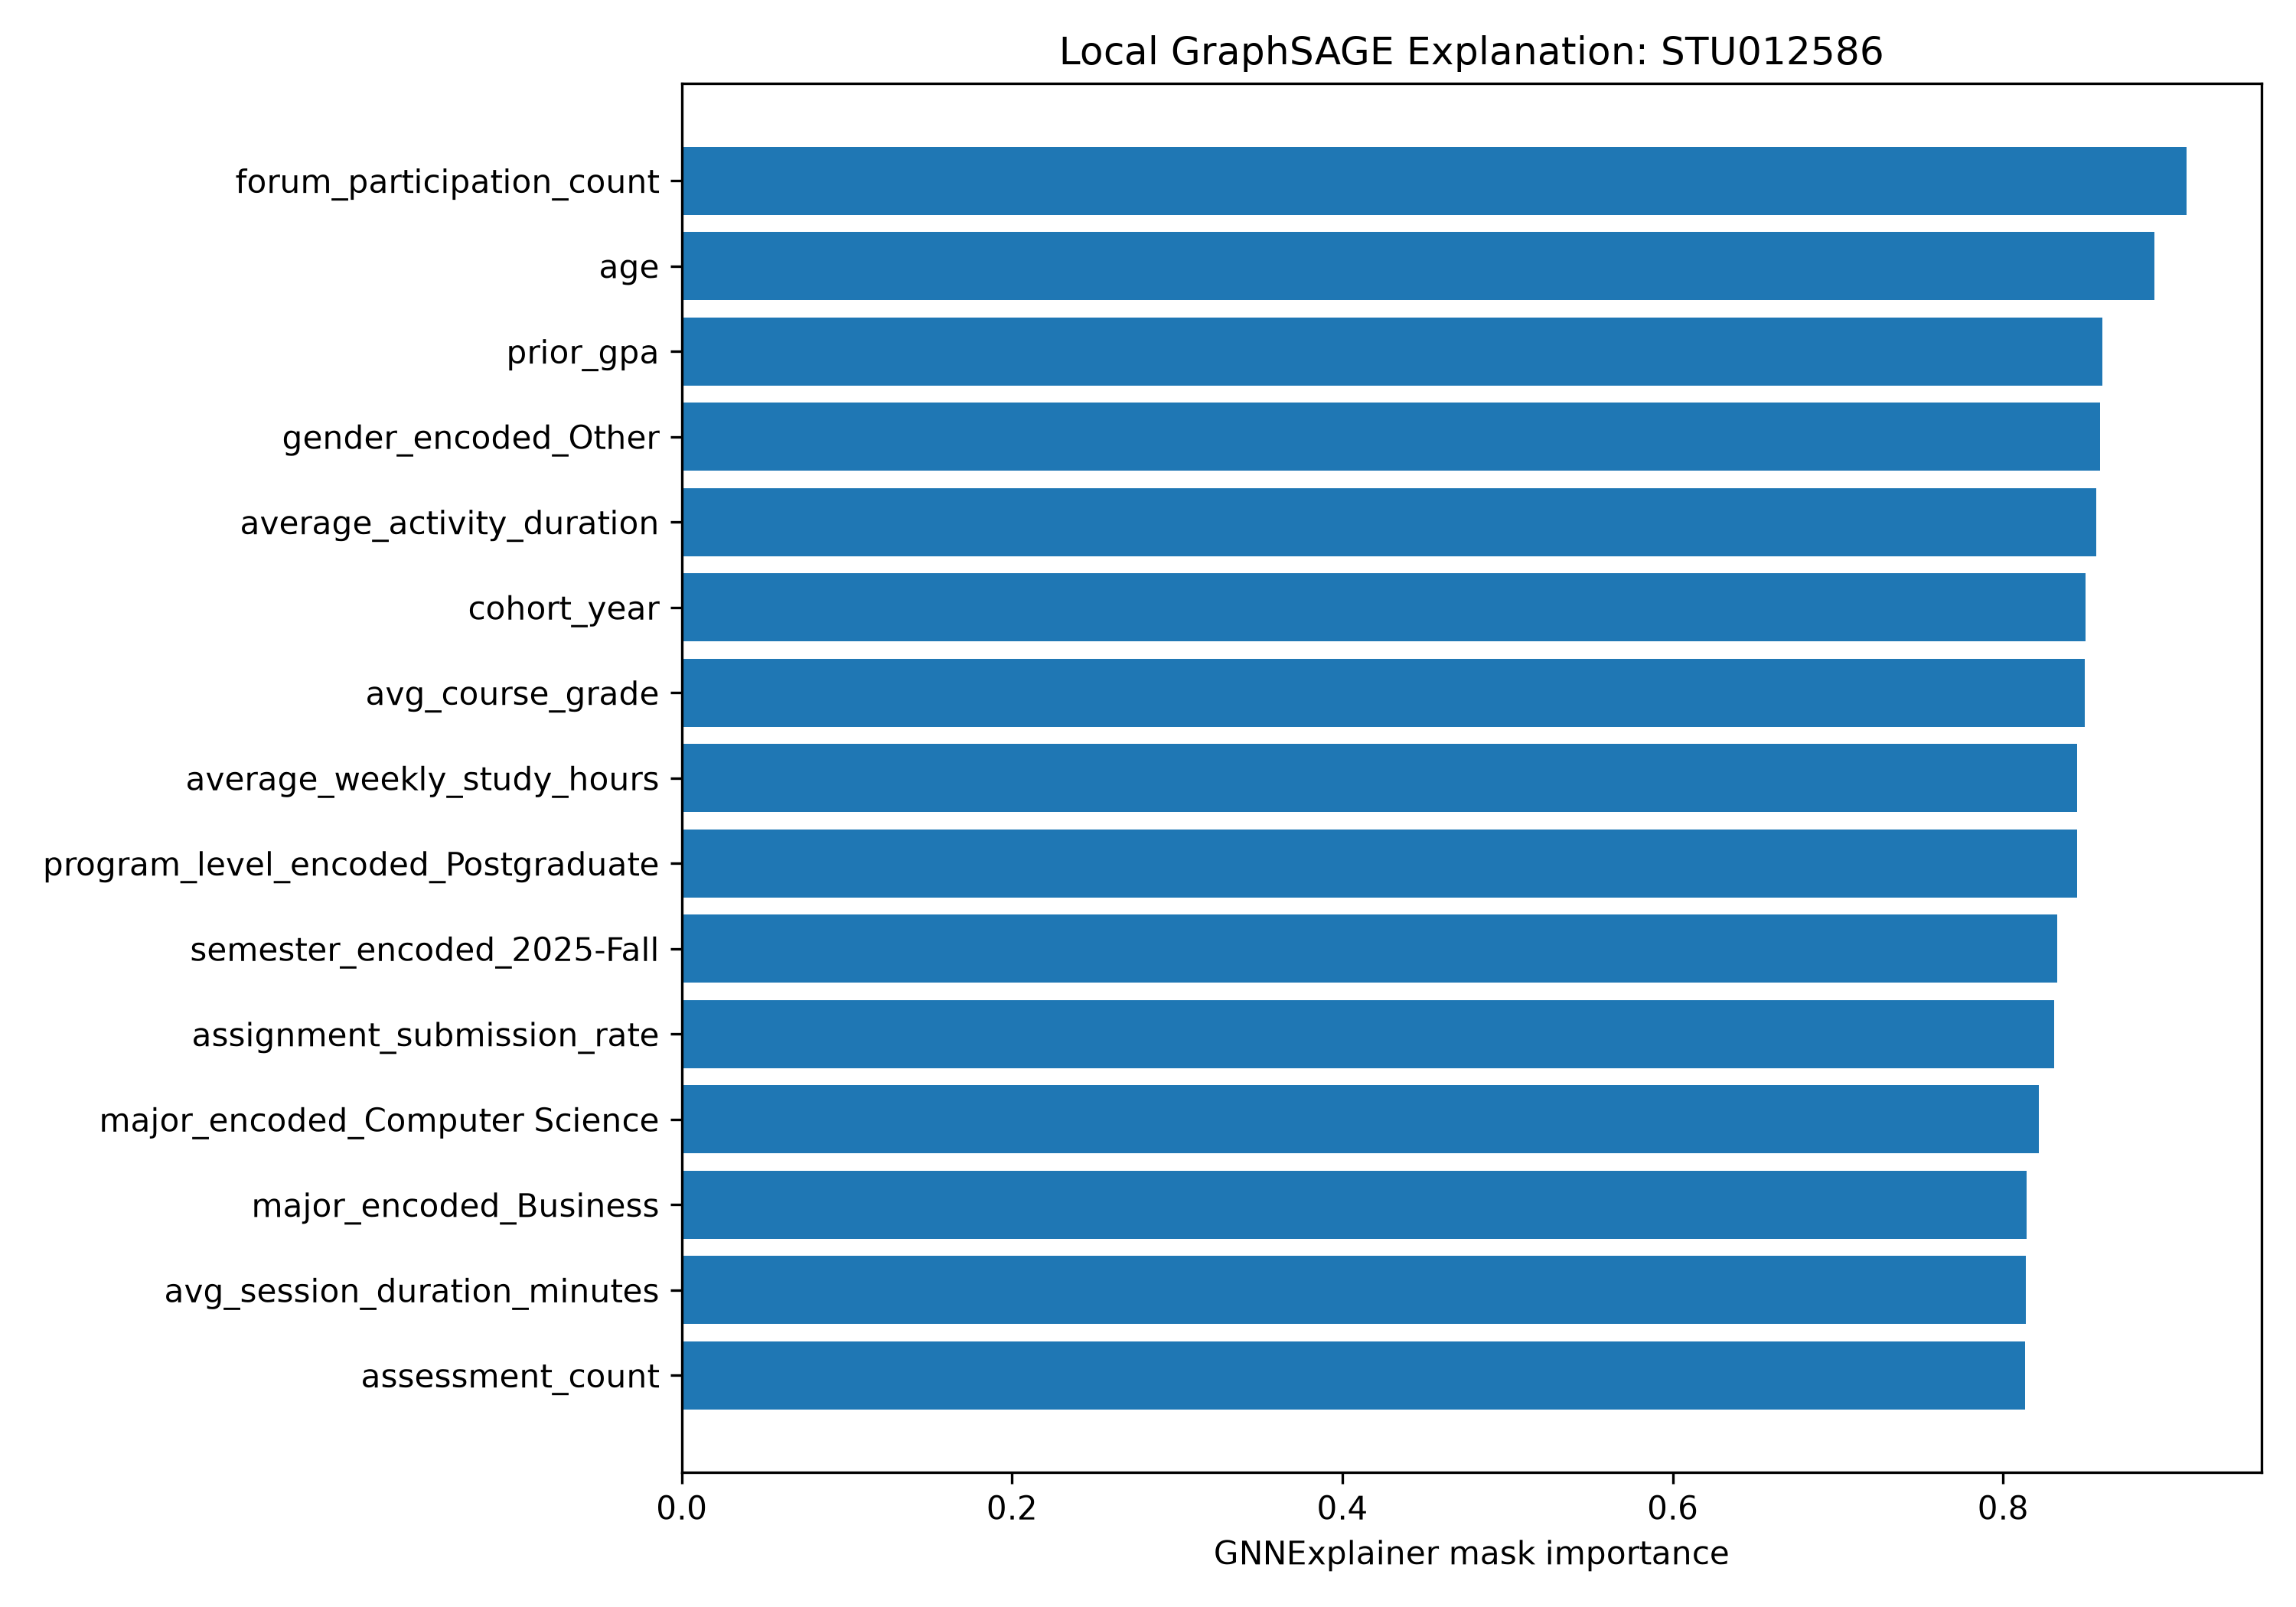 Local GraphSAGE Explanation: STU012586
forum_participation_count
age
prior_gpa
gender_encoded_Other
average_activity_duration
cohort_year
avg_course_grade
average_weekly_study_hours
program_level_encoded_Postgraduate
semester_encoded_2025-Fall
assignment_submission_rate
major_encoded_Computer Science
major_encoded_Business
avg_session_duration_minutes
assessment_count
0.0 0.2 0.4 0.6 0.8
GNNExplainer mask importance